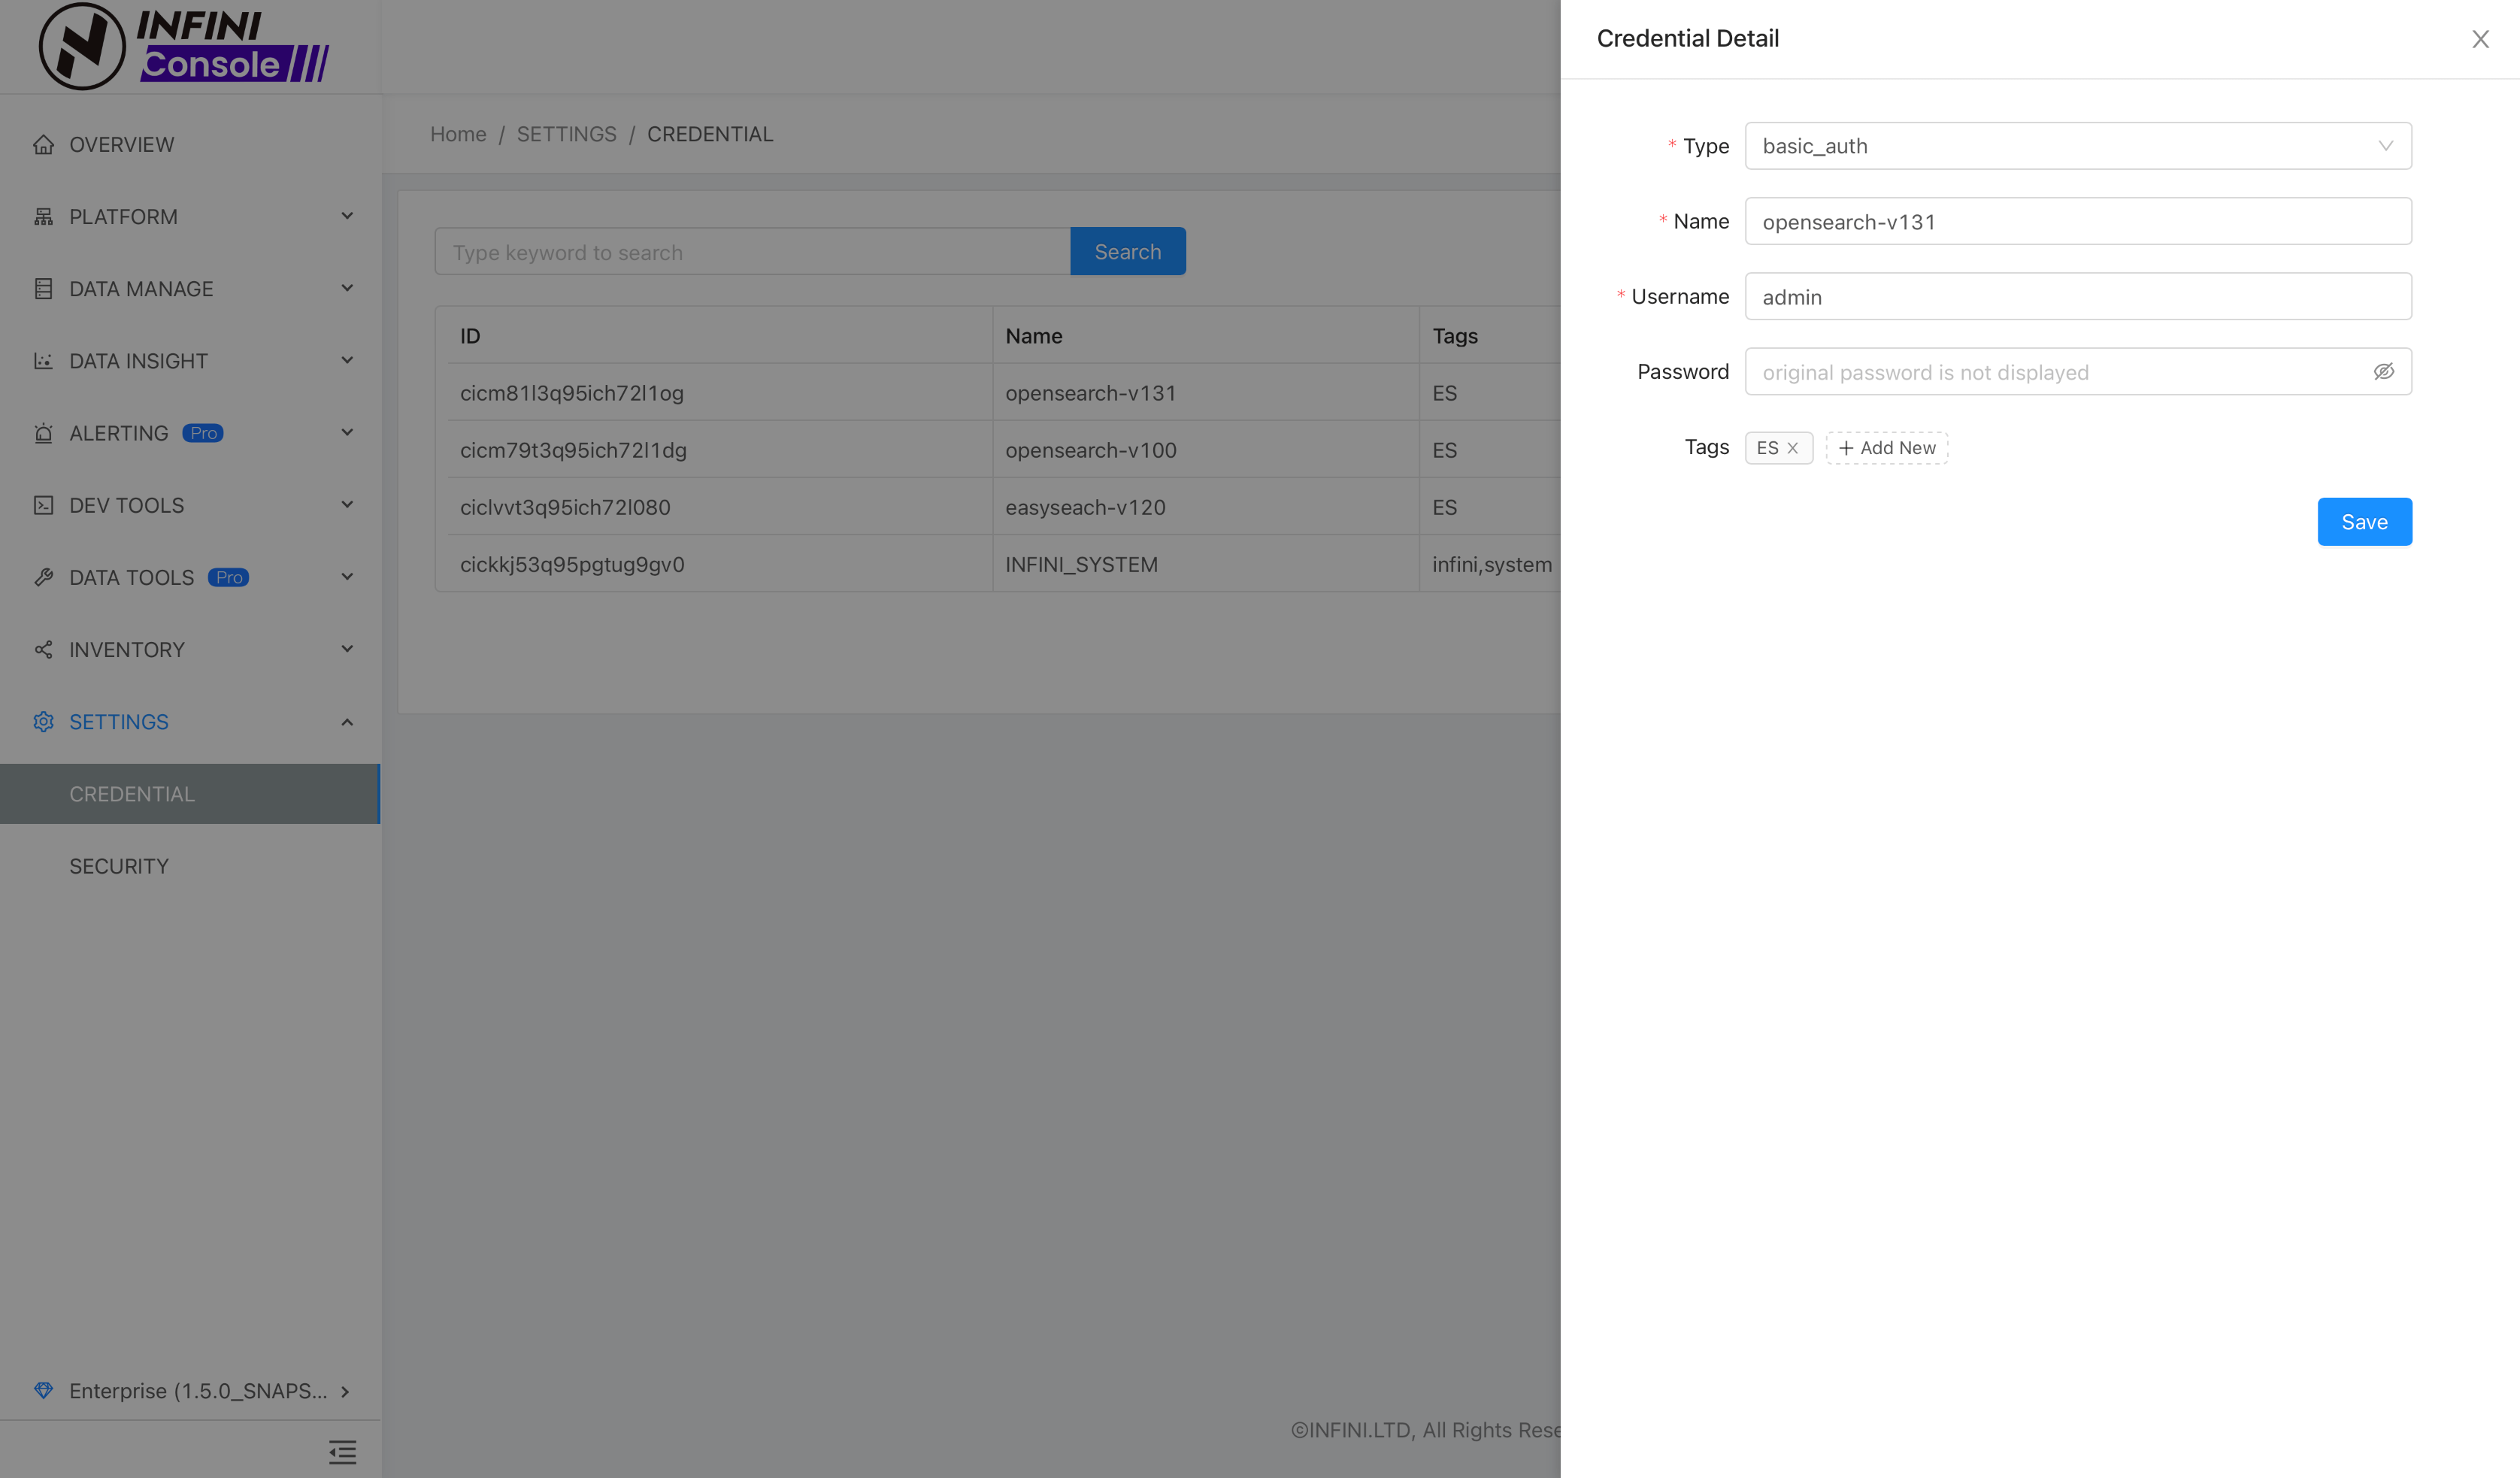 INFINI
Console
OVERVIEW
PLATFORM
DATA MANAGE
DATA INSIGHT
ALERTING Pro
DEV TOOLS
DATA TOOLS Pro
INVENTORY
SETTINGS
CREDENTIAL
SECURITY
Enterprise (1.5.0_SNAPS...
Home / SETTINGS / CREDENTIAL
Type keyword to search
Search
ID Name Tags
cicm81l3q95ich72l1og opensearch-v131 ES
cicm79t3q95ich72l1dg opensearch-v100 ES
ciclvvt3q95ich72l080 easyseach-v120 ES
cickkj53q95pgtug9gv0 INFINI_SYSTEM infini,system
©INFINI.LTD, All Rights Rese
Credential Detail
* Type basic_auth
* Name opensearch-v131
* Username admin
Password original password is not displayed
Tags ES + Add New
Save